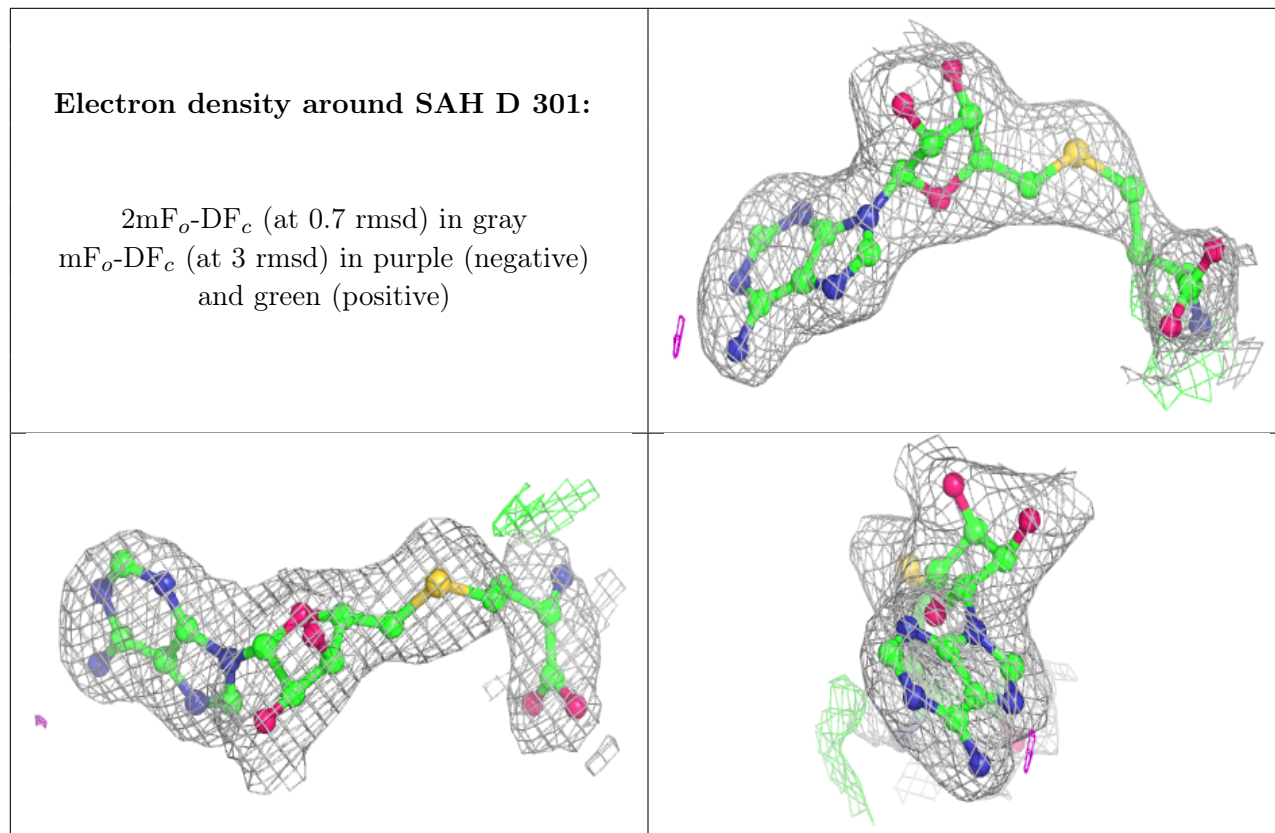 Electron density around SAH D 301:
2mFo-DFc (at 0.7 rmsd) in gray
mFo-DFc (at 3 rmsd) in purple (negative)
and green (positive)